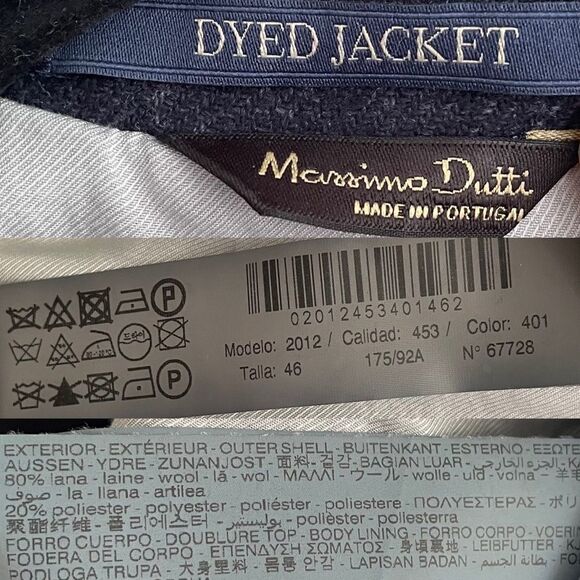 DYED JACKET
Massimo Dutti
MADE IN PORTUGAL
02012453401462
Modelo: 2012 / Calidad: 453 / Color: 401
Talla: 46 175/92A Nº 67728
EXTERIOR - EXTÉRIEUR - OUTER SHELL - BUITENKANT - ESTERNO - ΕΞΩΤΕ
AUSSEN - YDRE - ZUNANJOST - 面料 - 겉감 - BAGIAN LUAR - الجزء الخارجي - K
80% lana - laine - wool - lã - wol - ΜΑΛΛΙ - ウール - wolle - uld - volna - 羊毛
صوف - la - llana - artilea
20% poliester - polyester - poliéster - poliestere - ΠΟΛΥΕΣΤΕΡΑΣ - ポ
聚酯纤维 - 폴리에스터 - بوليستير - polièster - poliester
FORRO CUERPO - DOUBLURE TOP - BODY LINING - FORRO CORPO - VOERI
FODERA DEL CORPO - ΕΠΕΝΔΥΣΗ ΣΩΜΑΤΟΣ - 身頃裏地 - LEIBFUTTER - K
PODLOGA TRUPA - 大身里料 - 몸통 안감 - LAPISAN BADAN - بطانة الجسم